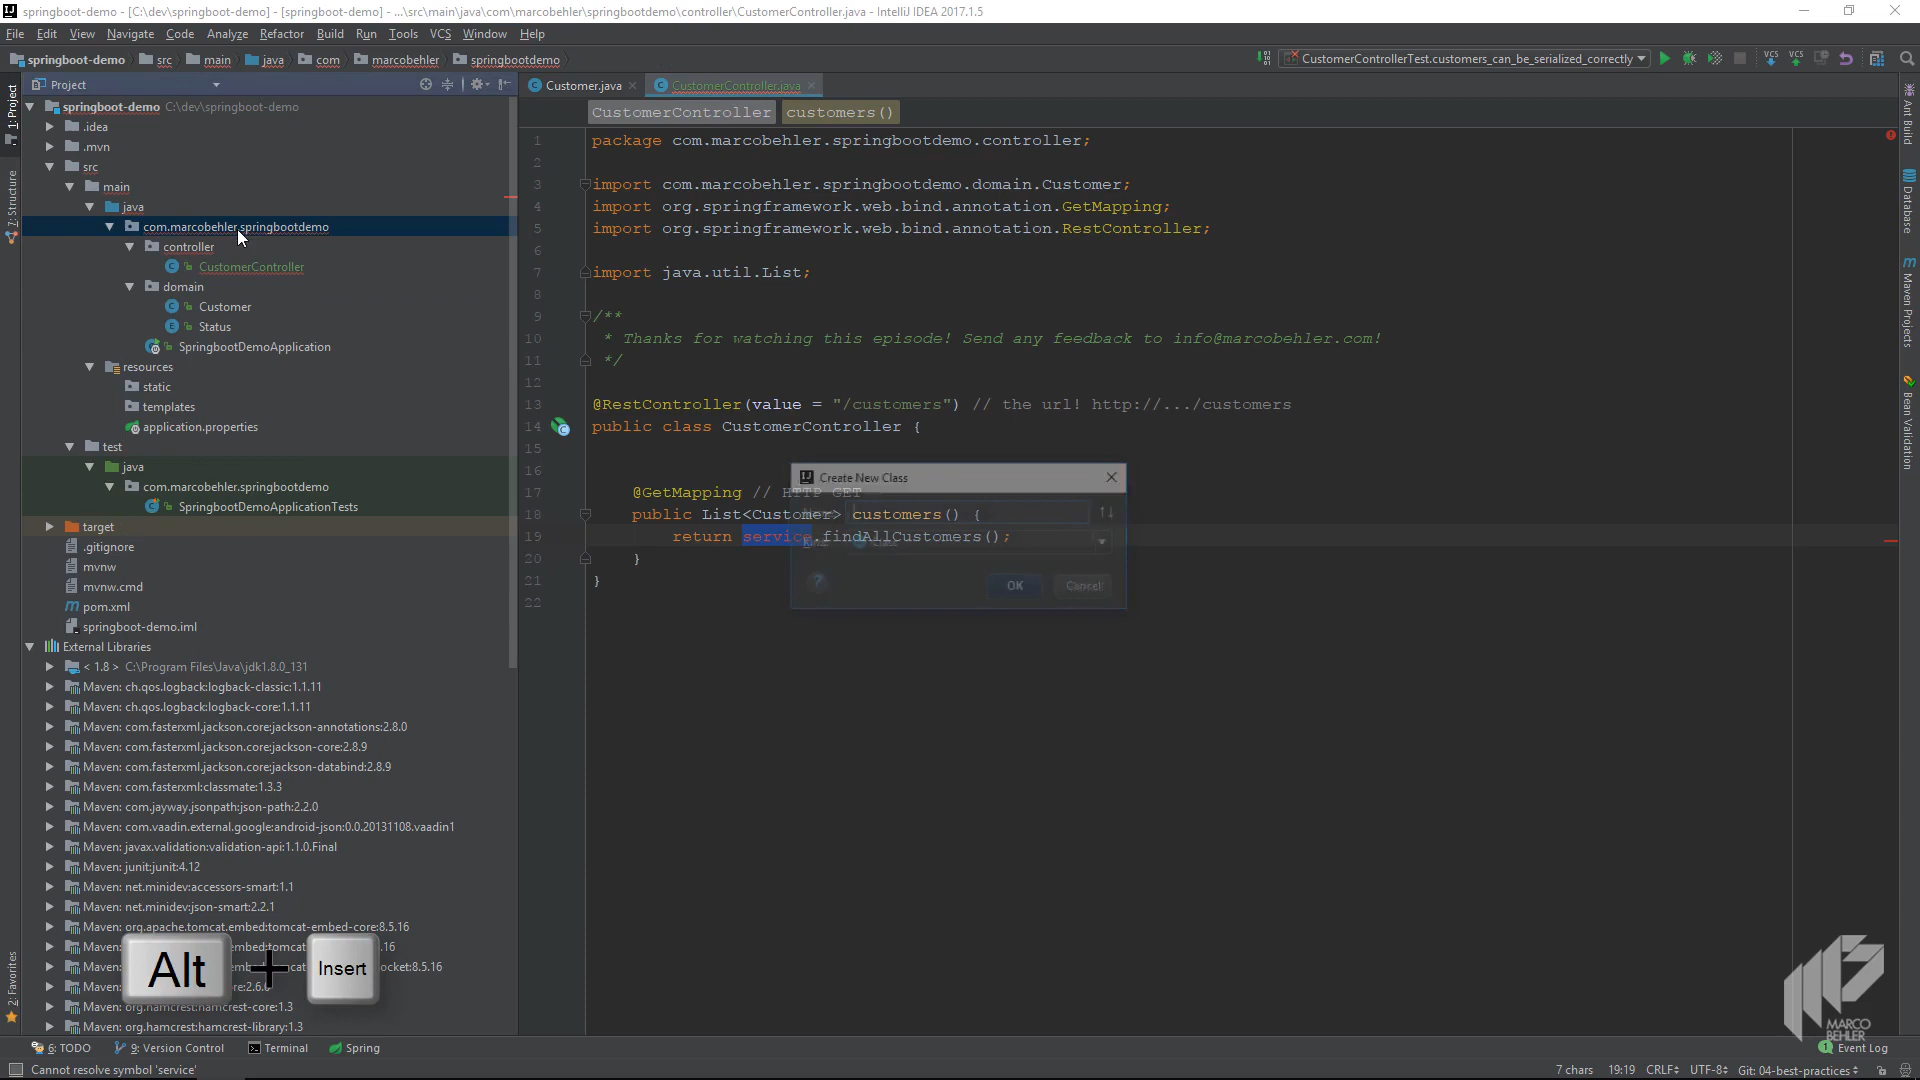 springboot-demo - [C:\dev\springboot-demo] - [springboot-demo] - ...\src\main\java\com\marcobehler\springbootdemo\controller\CustomerController.java - IntelliJ IDEA 2017.1.5
File Edit View Navigate Code Analyze Refactor Build Run Tools VCS Window Help
springboot-demo src main java com marcobehler springbootdemo
CustomerControllerTest.customers_can_be_serialized_correctly
VCS VCS
Project
Customer.java
CustomerController.java
CustomerController
customers()
1: Project
Z: Structure
2: Favorites
springboot-demo C:\dev\springboot-demo
.idea
.mvn
src
main
java
com.marcobehler.springbootdemo
controller
CustomerController
domain
Customer
Status
SpringbootDemoApplication
resources
static
templates
application.properties
test
java
com.marcobehler.springbootdemo
SpringbootDemoApplicationTests
target
.gitignore
mvnw
mvnw.cmd
pom.xml
springboot-demo.iml
External Libraries
< 1.8 > C:\Program Files\Java\jdk1.8.0_131
Maven: ch.qos.logback:logback-classic:1.1.11
Maven: ch.qos.logback:logback-core:1.1.11
Maven: com.fasterxml.jackson.core:jackson-annotations:2.8.0
Maven: com.fasterxml.jackson.core:jackson-core:2.8.9
Maven: com.fasterxml.jackson.core:jackson-databind:2.8.9
Maven: com.fasterxml:classmate:1.3.3
Maven: com.jayway.jsonpath:json-path:2.2.0
Maven: com.vaadin.external.google:android-json:0.0.20131108.vaadin1
Maven: javax.validation:validation-api:1.1.0.Final
Maven: junit:junit:4.12
Maven: net.minidev:accessors-smart:1.1
Maven: net.minidev:json-smart:2.2.1
Maven: org.apache.tomcat.embed:tomcat-embed-core:8.5.16
Maven: org.hamcrest:hamcrest-core:1.3
Maven: org.hamcrest:hamcrest-library:1.3
Alt + Insert
1 package com.marcobehler.springbootdemo.controller;
2
3 import com.marcobehler.springbootdemo.domain.Customer;
4 import org.springframework.web.bind.annotation.GetMapping;
5 import org.springframework.web.bind.annotation.RestController;
6
7 import java.util.List;
8
9 /**
10 * Thanks for watching this episode! Send any feedback to info@marcobehler.com!
11 */
12
13 @RestController(value = "/customers") // the url! http://.../customers
14 public class CustomerController {
15
16
17 @GetMapping // HTTP GET
18 public List<Customer> customers() {
19 return service.findAllCustomers();
20 }
21 }
22
Create New Class
OK
Cancel
Ant Build
Database
Maven Projects
Bean Validation
MARCO
BEHLER
6: TODO
9: Version Control
Terminal
Spring
1 Event Log
Cannot resolve symbol 'service'
7 chars 19:19 CRLF UTF-8 Git: 04-best-practices